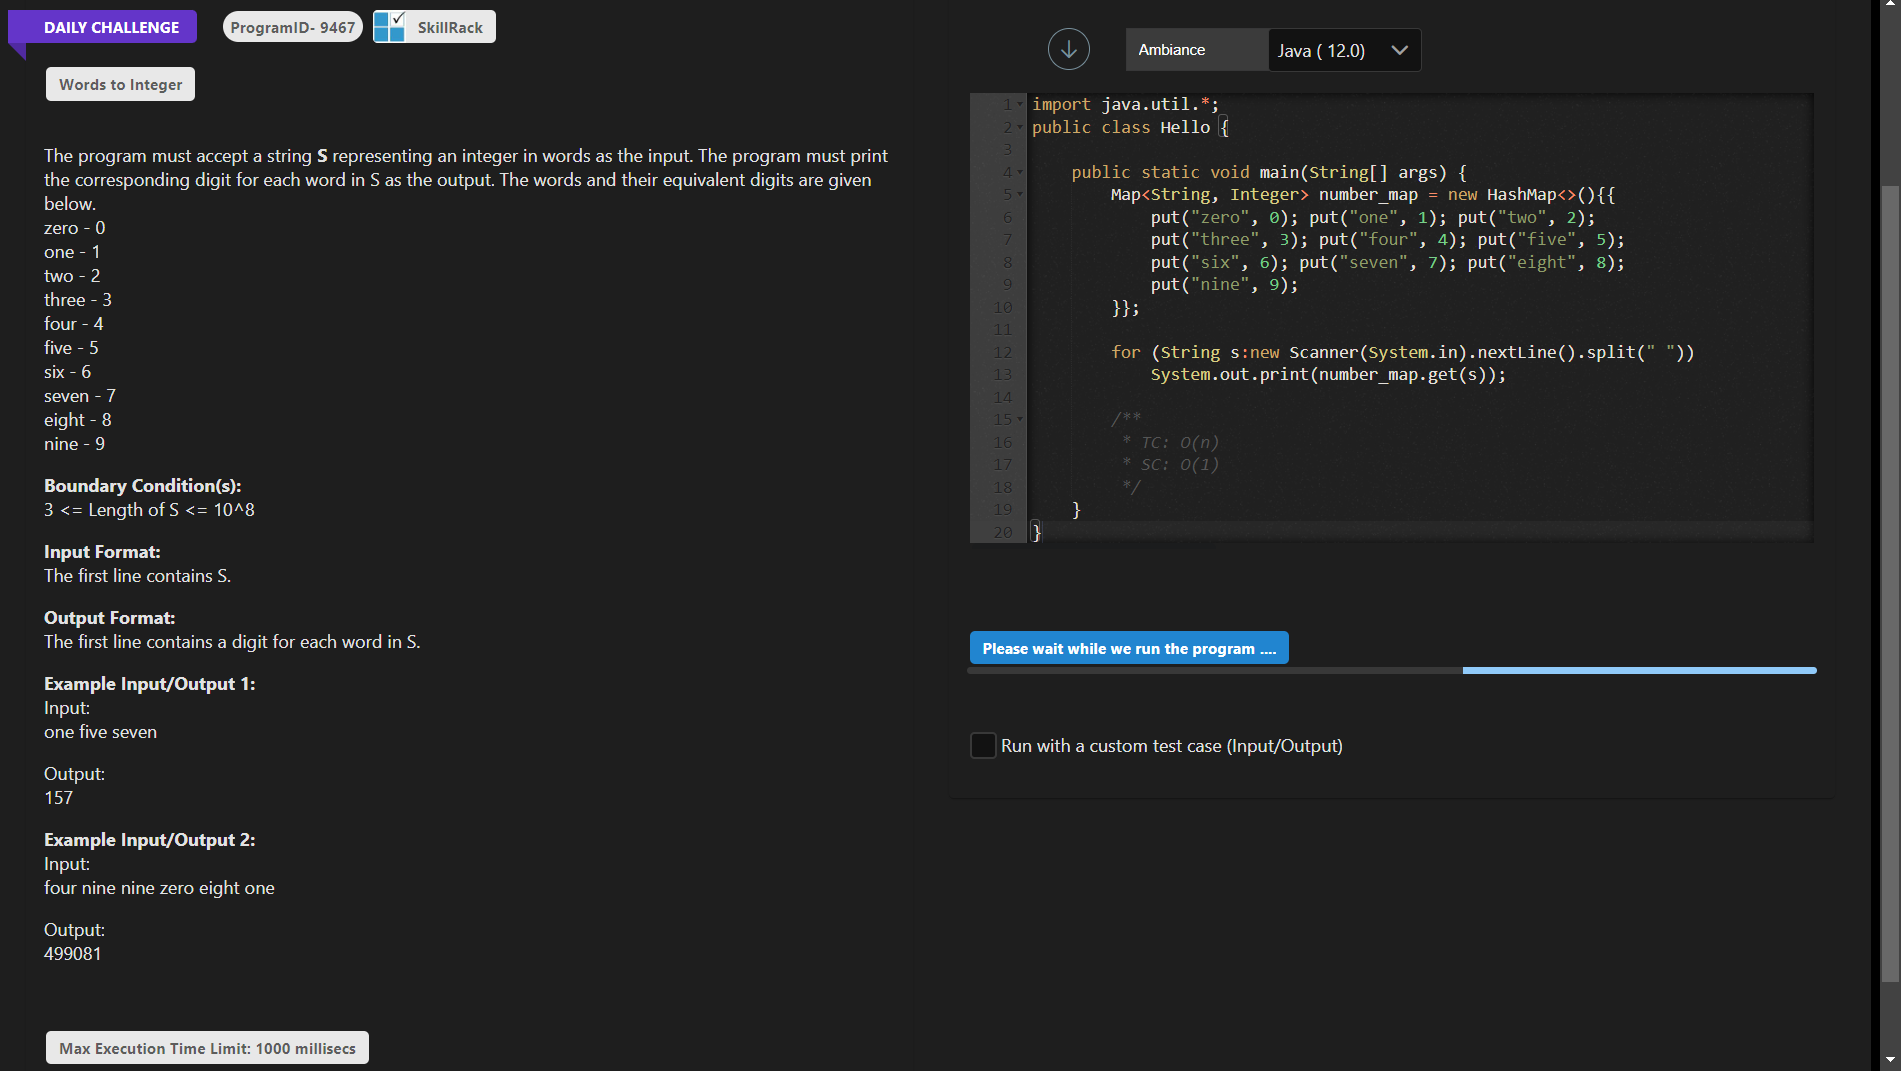 DAILY CHALLENGE
ProgramID- 9467
SkillRack
Words to Integer
The program must accept a string S representing an integer in words as the input. The program must print
the corresponding digit for each word in S as the output. The words and their equivalent digits are given
below.
zero - 0
one - 1
two - 2
three - 3
four - 4
five - 5
six - 6
seven - 7
eight - 8
nine - 9
Boundary Condition(s):
3 <= Length of S <= 10^8
Input Format:
The first line contains S.
Output Format:
The first line contains a digit for each word in S.
Example Input/Output 1:
Input:
one five seven
Output:
157
Example Input/Output 2:
Input:
four nine nine zero eight one
Output:
499081
Max Execution Time Limit: 1000 millisecs
Ambiance
Java ( 12.0)
1 import java.util.*;
2 public class Hello {
3
4     public static void main(String[] args) {
5         Map<String, Integer> number_map = new HashMap<>(){{
6             put("zero", 0); put("one", 1); put("two", 2);
7             put("three", 3); put("four", 4); put("five", 5);
8             put("six", 6); put("seven", 7); put("eight", 8);
9             put("nine", 9);
10         }};
11
12         for (String s:new Scanner(System.in).nextLine().split(" "))
13             System.out.print(number_map.get(s));
14
15         /**
16          * TC: O(n)
17          * SC: O(1)
18          */
19     }
20 }
Please wait while we run the program ....
Run with a custom test case (Input/Output)